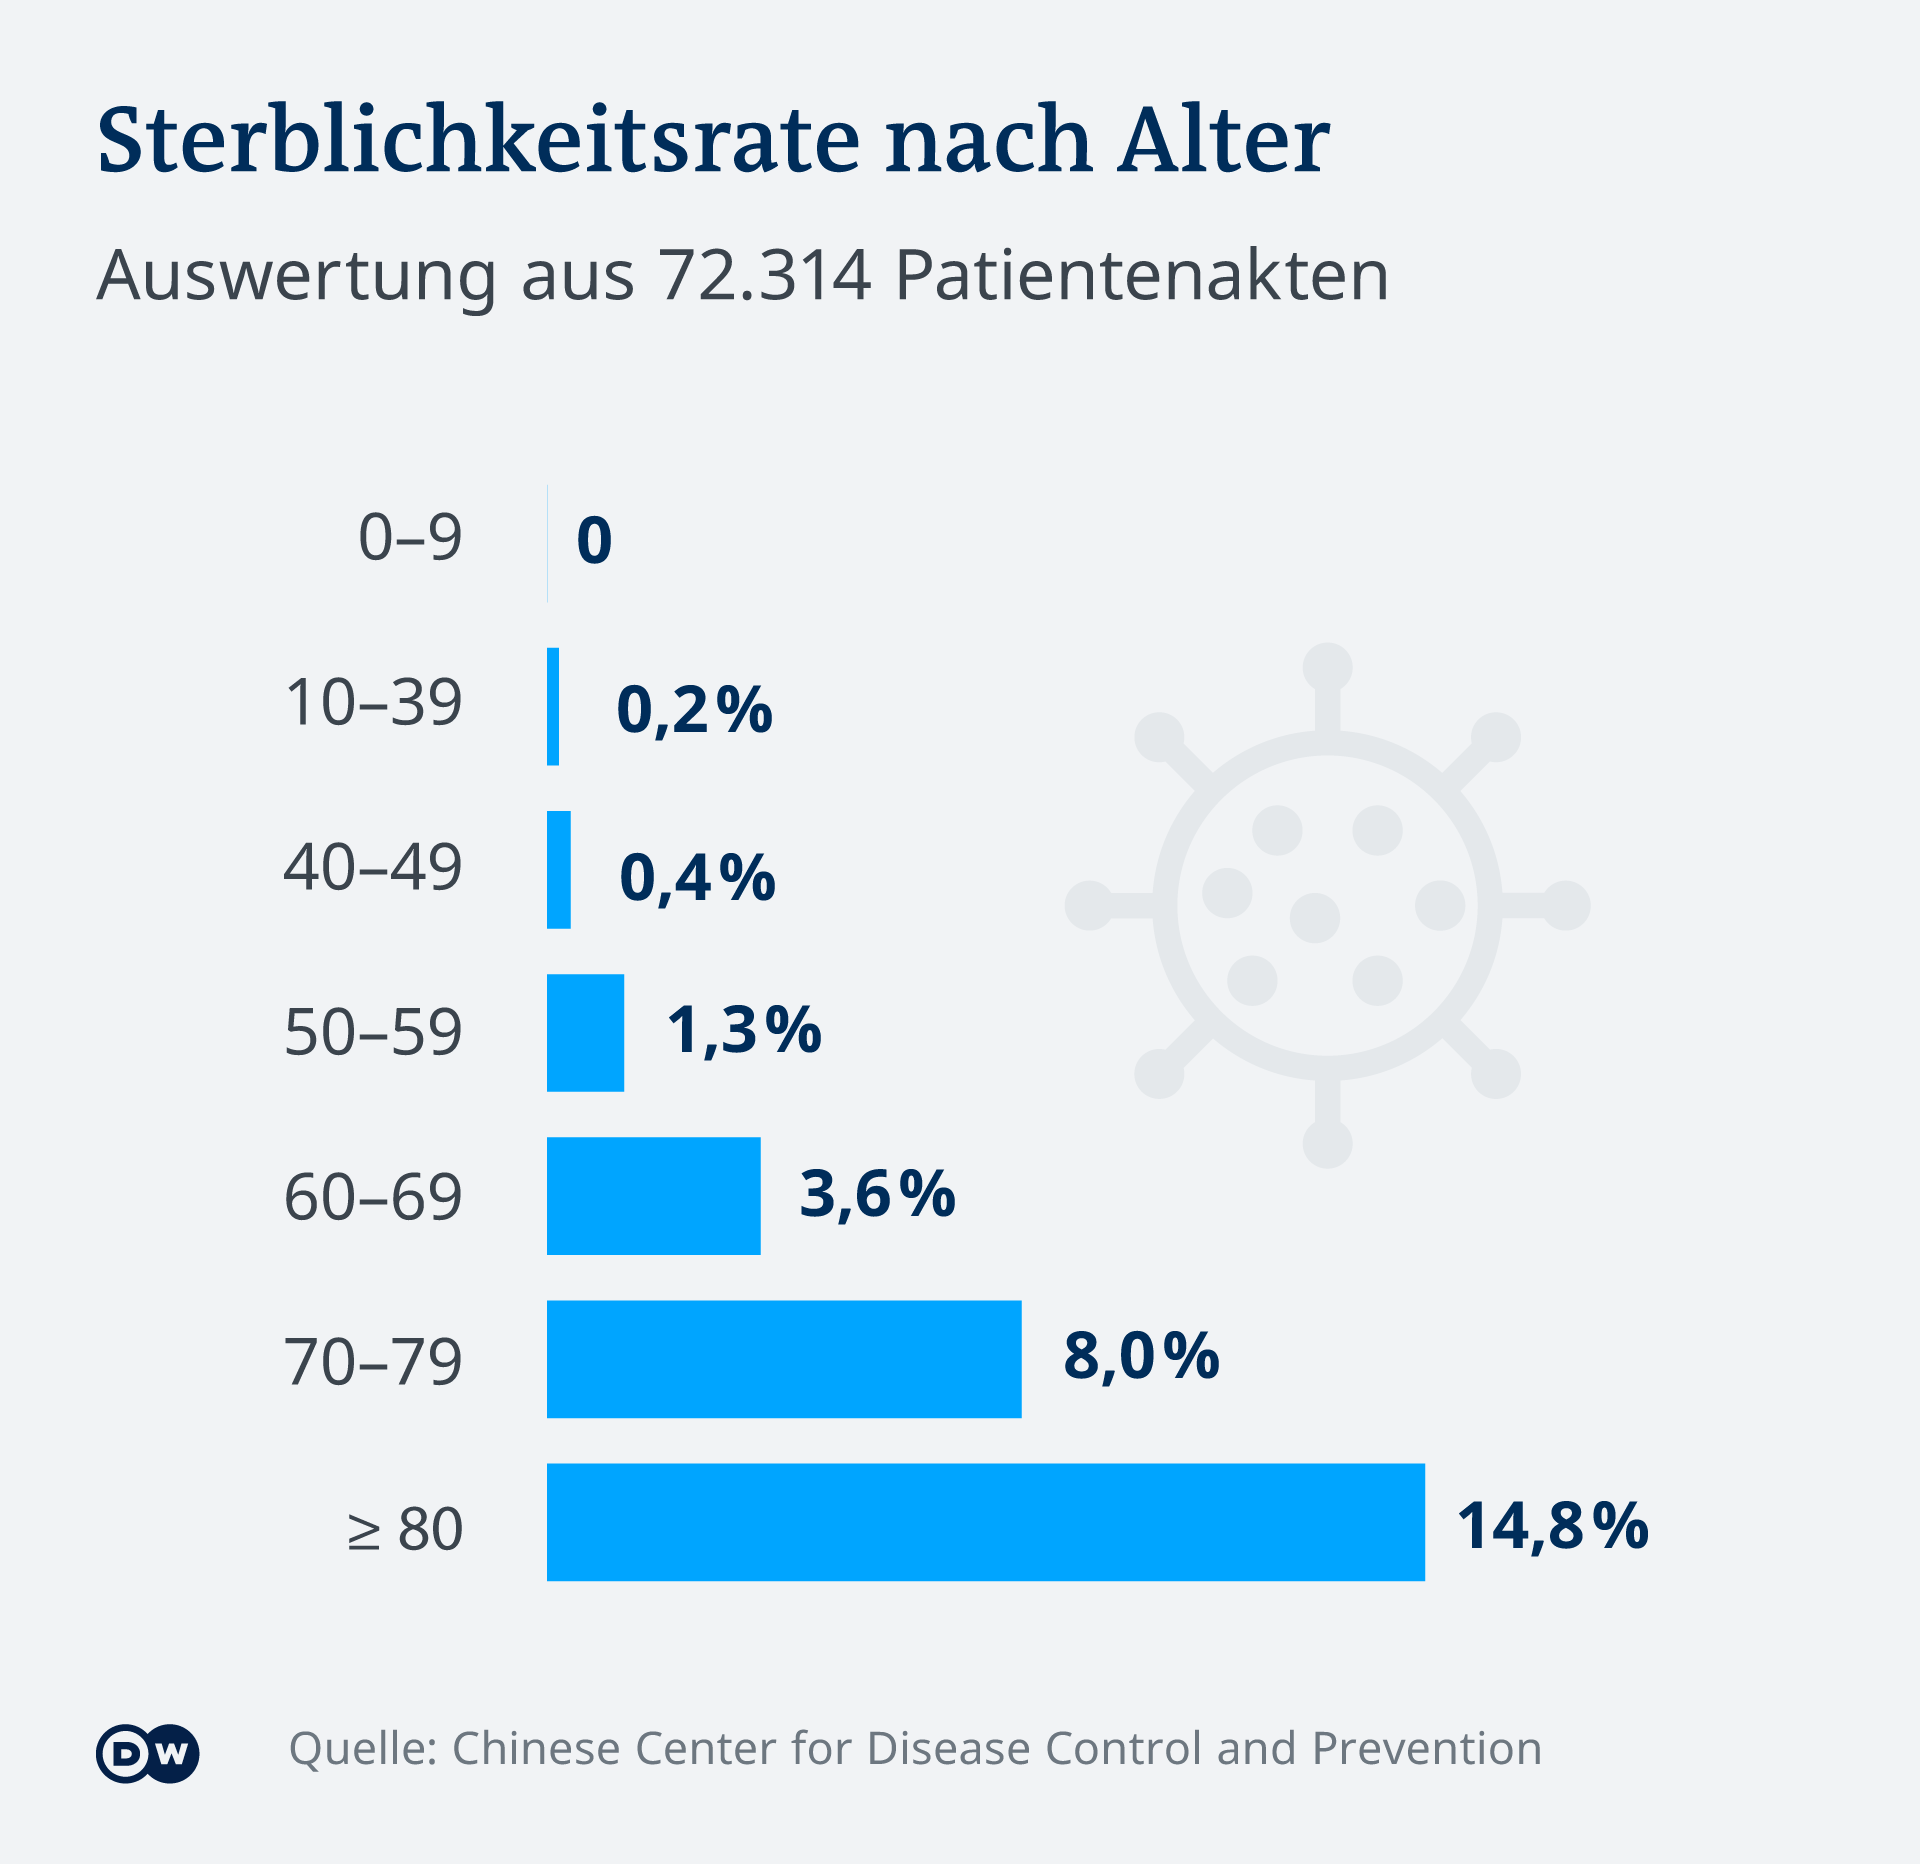 Sterblichkeitsrate nach Alter
Auswertung aus 72.314 Patientenakten
0–9 0
10–39 0,2 %
40–49 0,4 %
50–59 1,3 %
60–69 3,6 %
70–79 8,0 %
≥ 80 14,8 %
DW Quelle: Chinese Center for Disease Control and Prevention